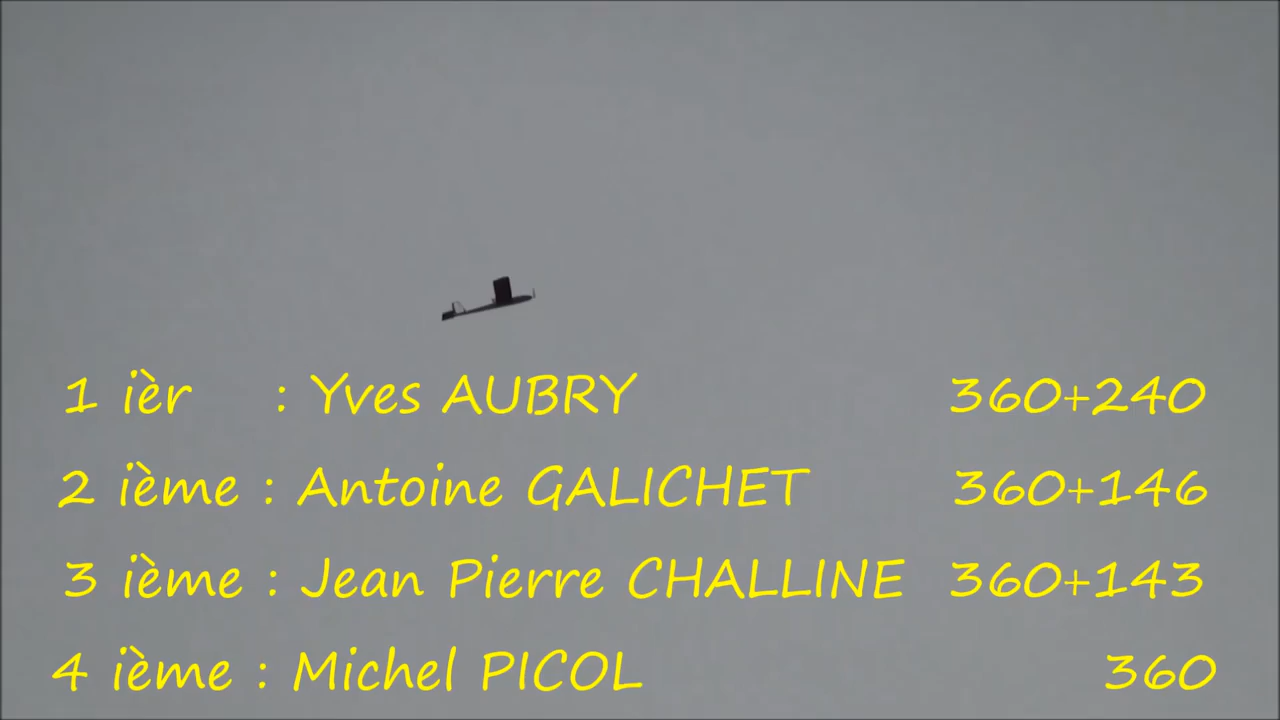 1 ièr : Yves AUBRY 360+240
2 ième : Antoine GALICHET 360+146
3 ième : Jean Pierre CHALLINE 360+143
4 ième : Michel PICOL 360